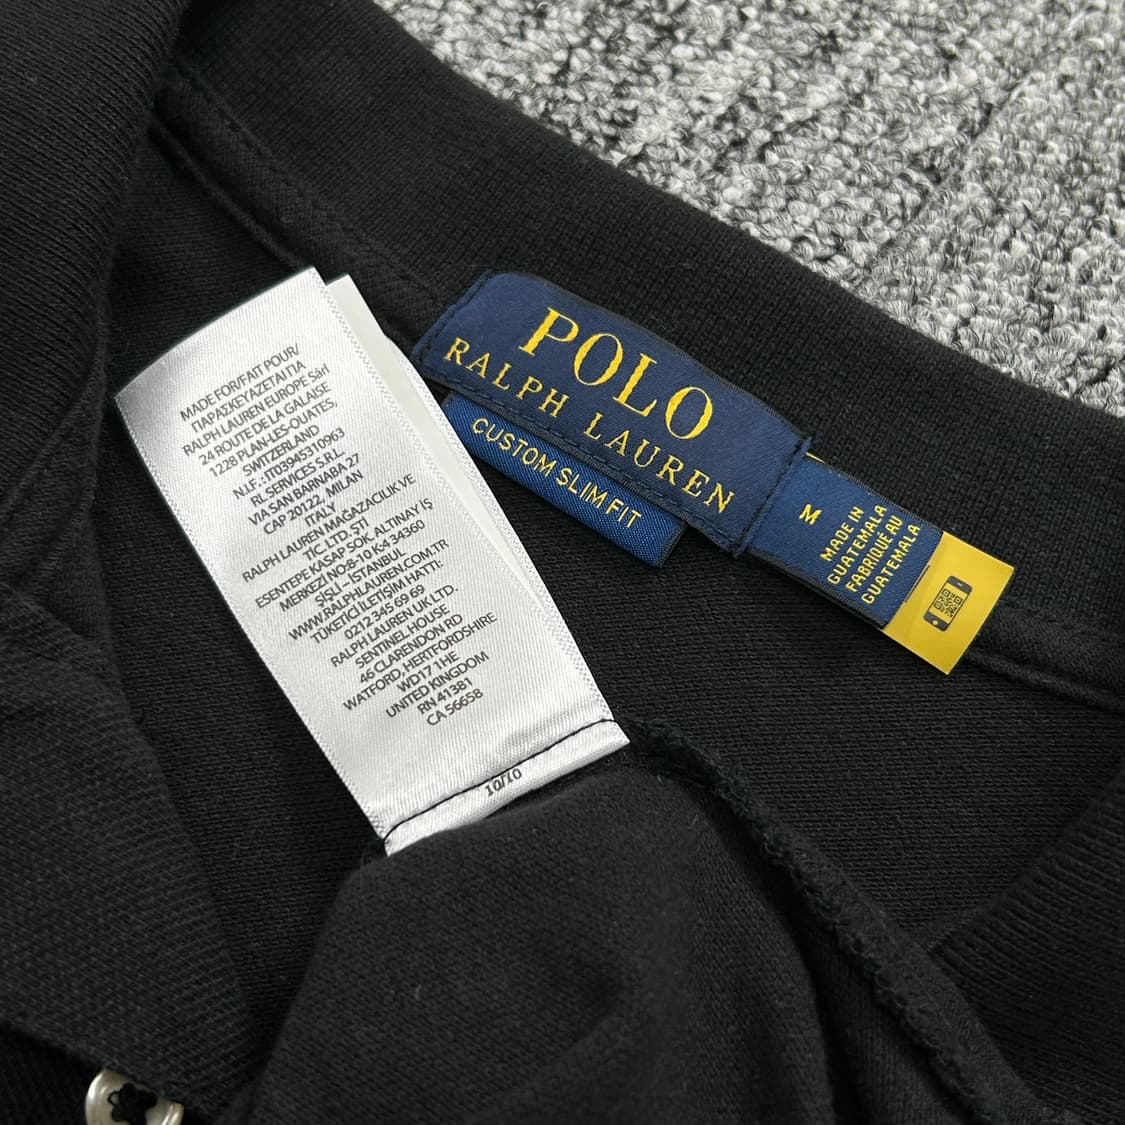 MADE FOR/FAIT POUR/
ΠΑΡΑΣΚΕΥΑΖΕΤΑΙ ΓΙΑ
RALPH LAUREN EUROPE Sàrl
24 ROUTE DE LA GALAISE
1228 PLAN-LES-OUATES,
SWITZERLAND
N.I.F.: IT03945310963
RL SERVICES S.R.L.
VIA SAN BARNABA 27
CAP 20122, MILAN
ITALY
RALPH LAUREN MAGAZACILIK VE
TIC. LTD. STI
ESENTEPE KASAP SOK. ALTINAY İŞ
MERKEZİ NO:8-10 K:4 34360
ŞİŞLİ - ISTANBUL
WWW.RALPHLAUREN.COM.TR
TÜKETİCİ İLETİŞİM HATTI:
0212 345 69 69
RALPH LAUREN UK LTD.
SENTINEL HOUSE
46 CLARENDON RD
WATFORD, HERTFORDSHIRE
WD17 1HE
UNITED KINGDOM
RN 41381
CA 56658
10/10
POLO
RALPH LAUREN
CUSTOM SLIM FIT
M
MADE IN
GUATEMALA
FABRIQUÉ AU
GUATEMALA